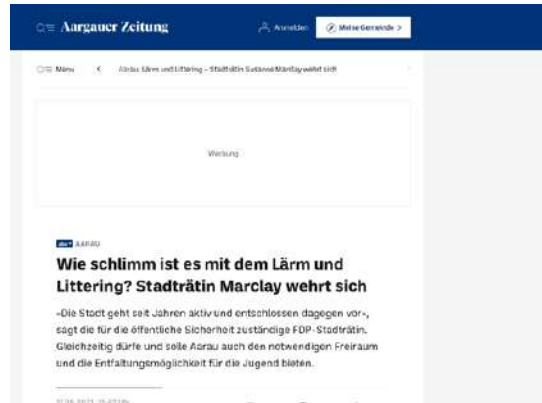 Aargauer Zeitung
Anmelden
Meine Gemeinde >
Menu
Aarau: Lärm und Littering – Stadträtin Susanne Marclay wehrt sich
Werbung
AARAU
Wie schlimm ist es mit dem Lärm und
Littering? Stadträtin Marclay wehrt sich
«Die Stadt geht seit Jahren aktiv und entschlossen dagegen vor»,
sagt die für die öffentliche Sicherheit zuständige FDP-Stadträtin.
Gleichzeitig dürfe und solle Aarau auch den notwendigen Freiraum
und die Entfaltungsmöglichkeit für die Jugend bieten.